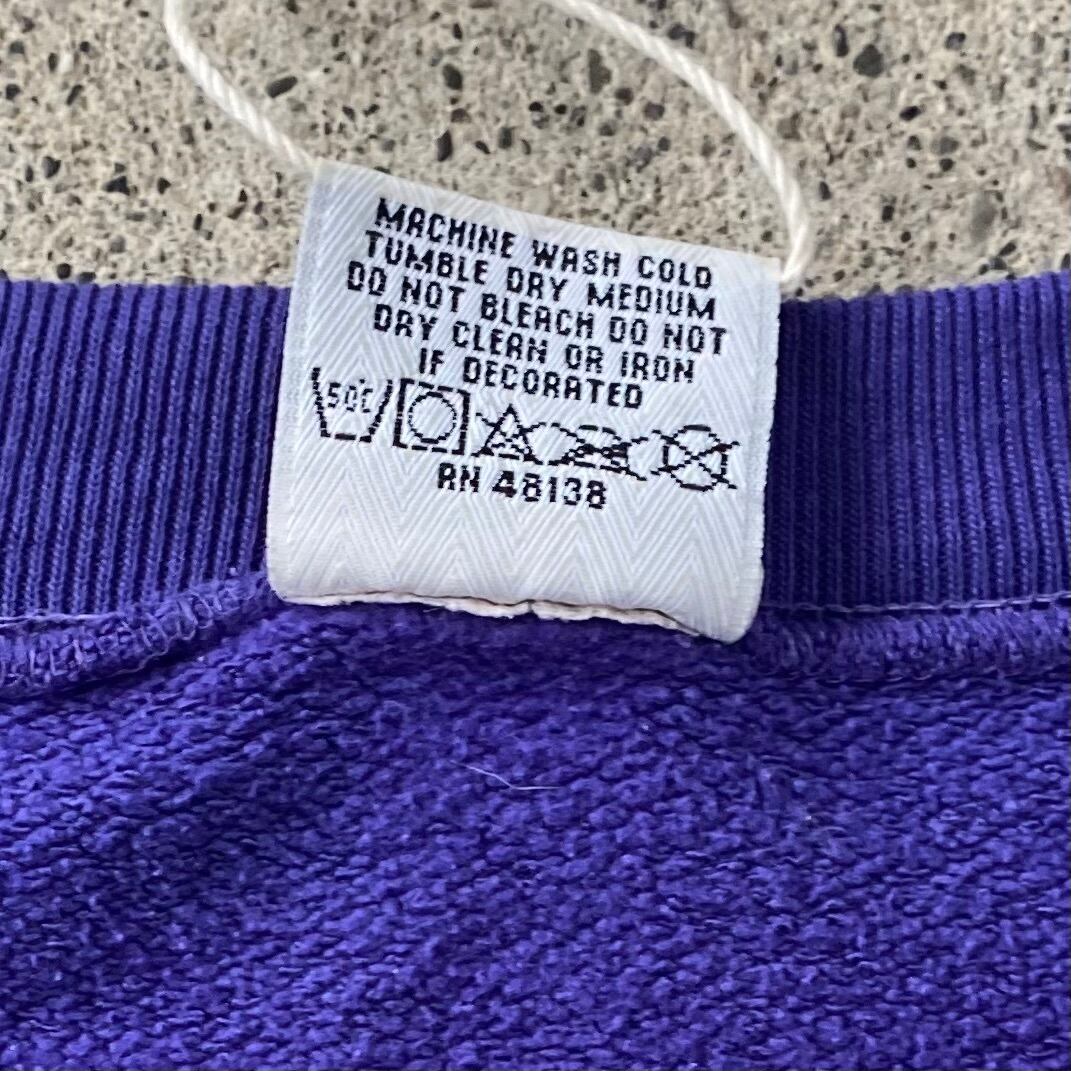 MACHINE WASH COLD
TUMBLE DRY MEDIUM
DO NOT BLEACH DO NOT
DRY CLEAN OR IRON
IF DECORATED
50°C
RN 48138